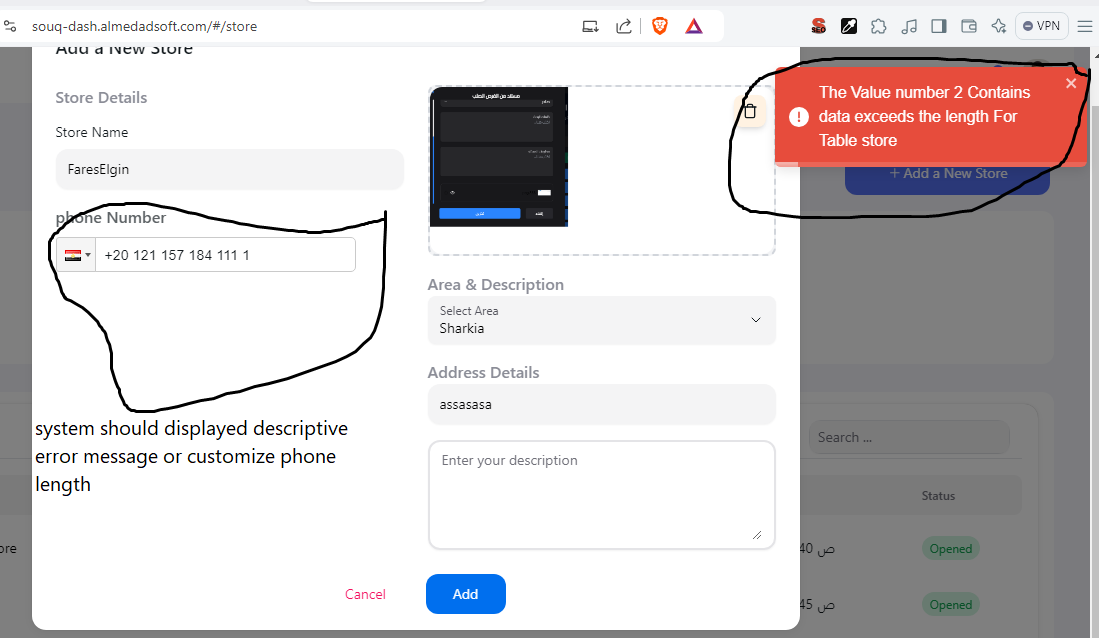 souq-dash.almedadsoft.com/#/store
SEO
VPN
Add a New Store
Store Details
Store Name
FaresElgin
phone Number
+20 121 157 184 111 1
system should displayed descriptive
error message or customize phone
length
Cancel
Add
Area & Description
Select Area
Sharkia
Address Details
assasasa
Enter your description
The Value number 2 Contains
data exceeds the length For
Table store
+ Add a New Store
Search ...
Status
ore
40 ص
Opened
45 ص
Opened